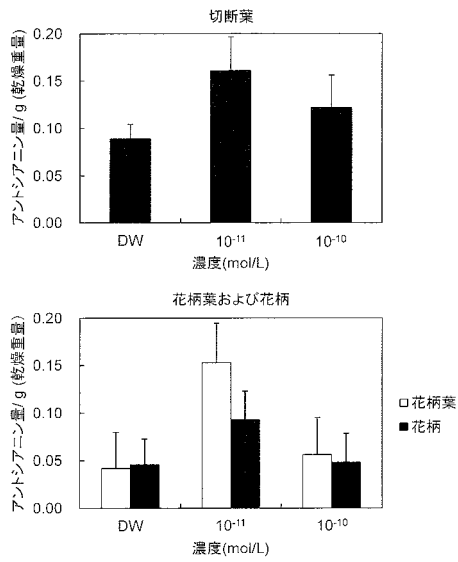 切断葉
アントシアニン量/ g (乾燥重量)
0.20
0.15
0.10
0.05
0.00
DW
10⁻¹¹
10⁻¹⁰
濃度(mol/L)
花柄葉および花柄
アントシアニン量/ g (乾燥重量)
0.20
0.15
0.10
0.05
0.00
DW
10⁻¹¹
10⁻¹⁰
濃度(mol/L)
花柄葉
花柄